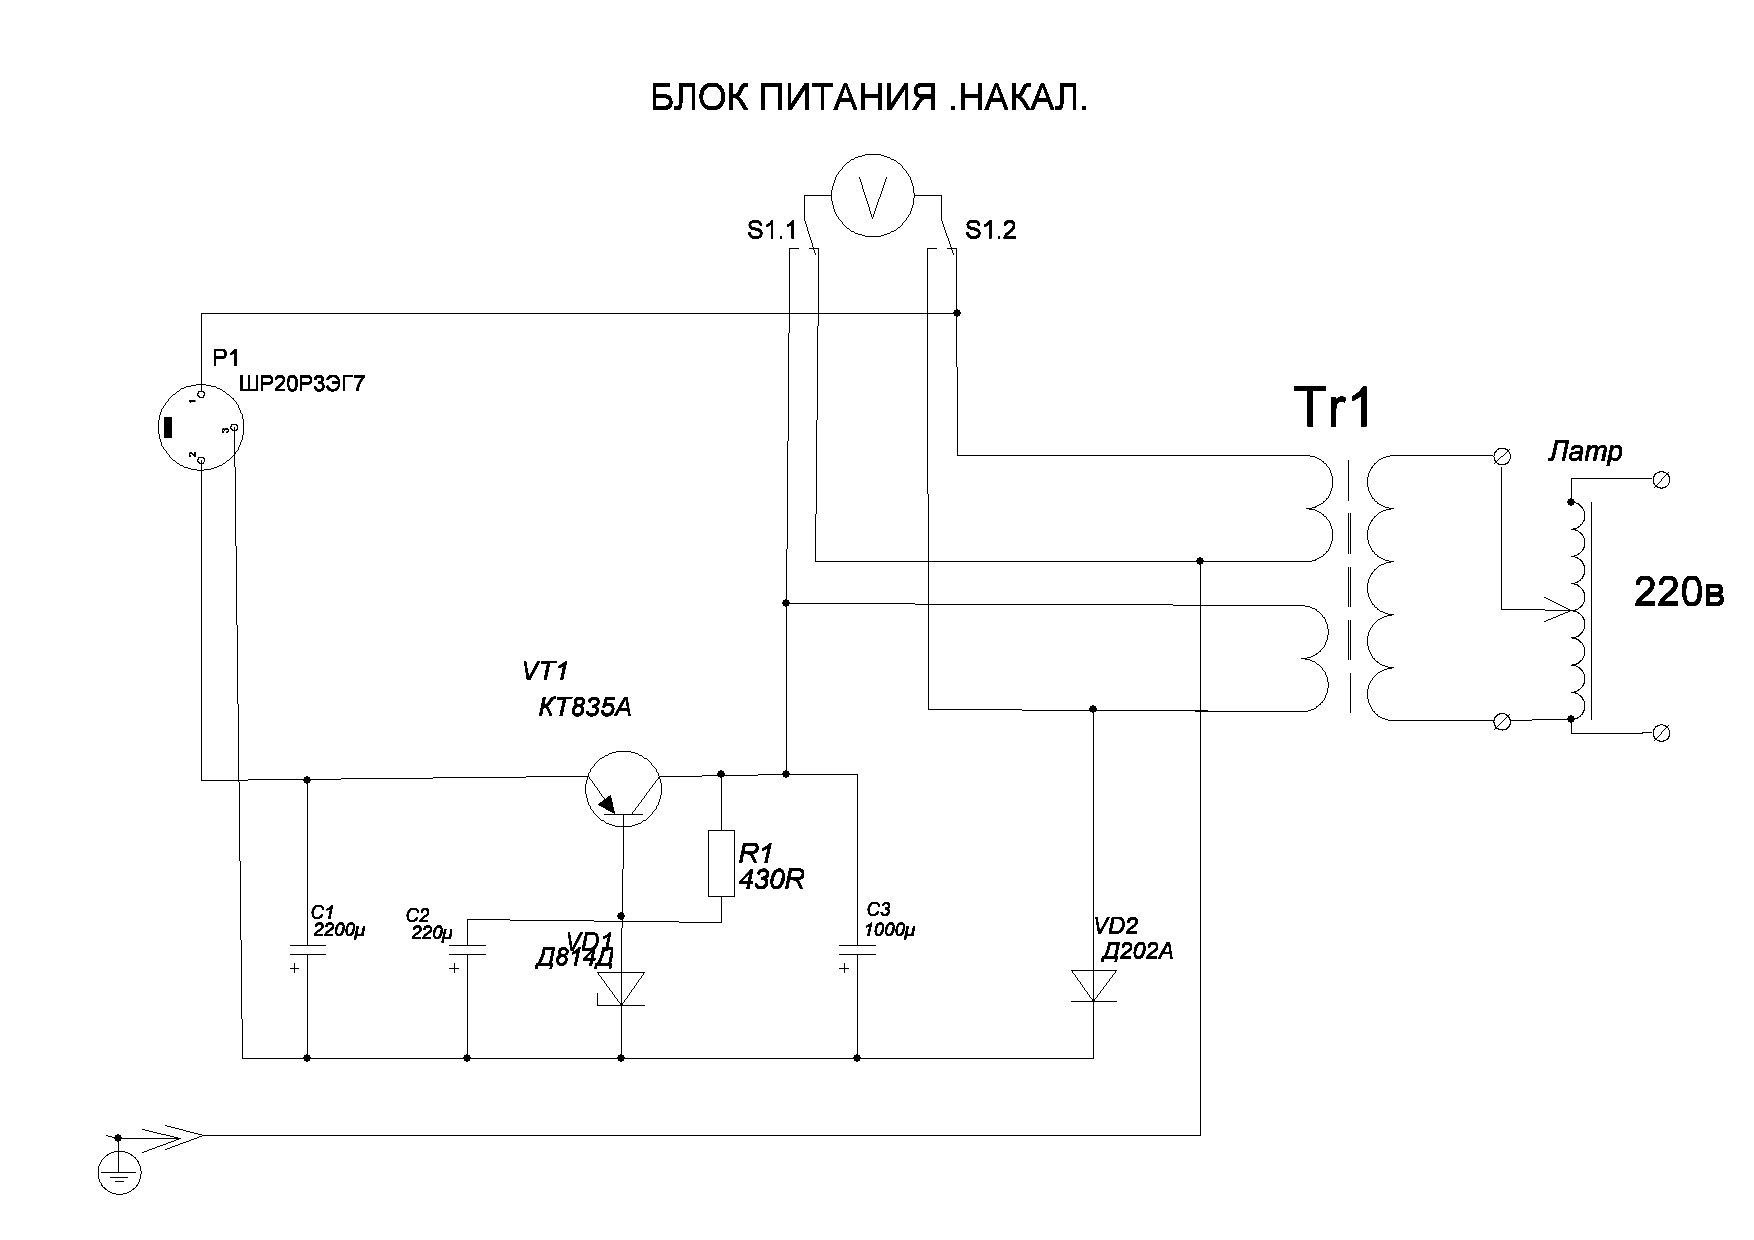 БЛОК ПИТАНИЯ .НАКАЛ.
V
S1.1
S1.2
P1
ШР20Р3ЭГ7
1
3
2
Tr1
Латр
220в
VT1
КТ835А
R1
430R
C1
2200µ
+
C2
220µ
+
VD1
Д814Д
C3
1000µ
+
VD2
Д202А